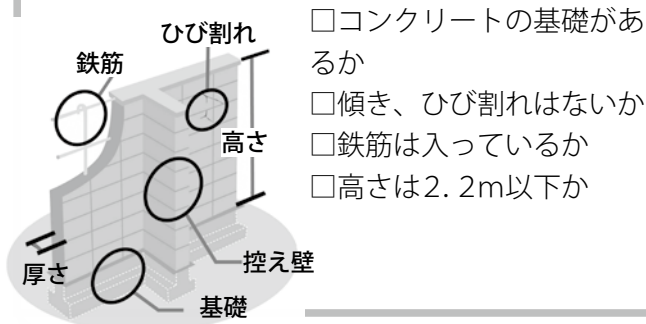 ひび割れ
鉄筋
高さ
厚さ
控え壁
基礎
□コンクリートの基礎があ
るか
□傾き、ひび割れはないか
□鉄筋は入っているか
□高さは2.2m以下か